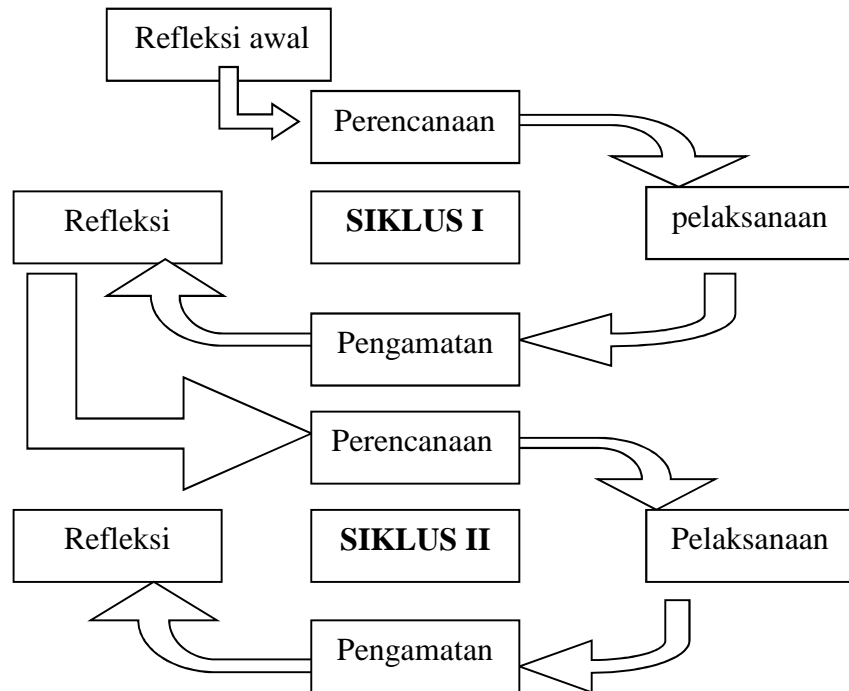 Refleksi awal
Perencanaan
Refleksi
SIKLUS I
pelaksanaan
Pengamatan
Perencanaan
Refleksi
SIKLUS II
Pelaksanaan
Pengamatan